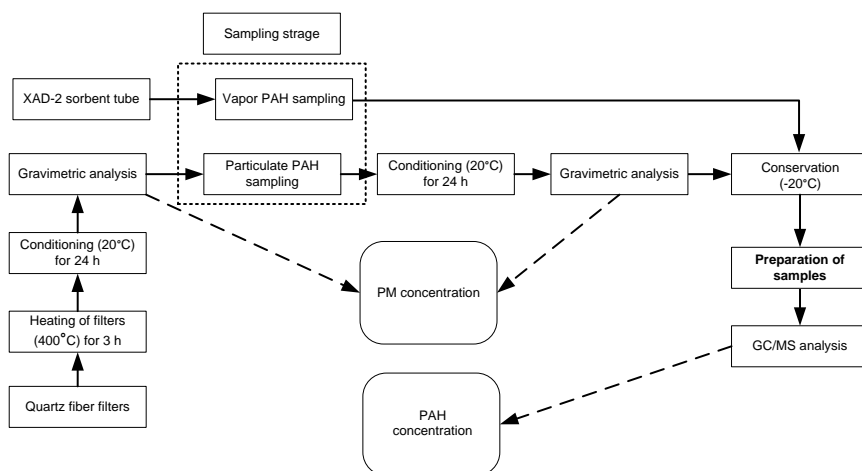 Sampling strage
XAD-2 sorbent tube
Vapor PAH sampling
Gravimetric analysis
Particulate PAH
sampling
Conditioning (20°C)
for 24 h
Gravimetric analysis
Conservation
(-20°C)
Conditioning (20°C)
for 24 h
PM concentration
Preparation of
samples
Heating of filters
(400°C) for 3 h
GC/MS analysis
Quartz fiber filters
PAH
concentration